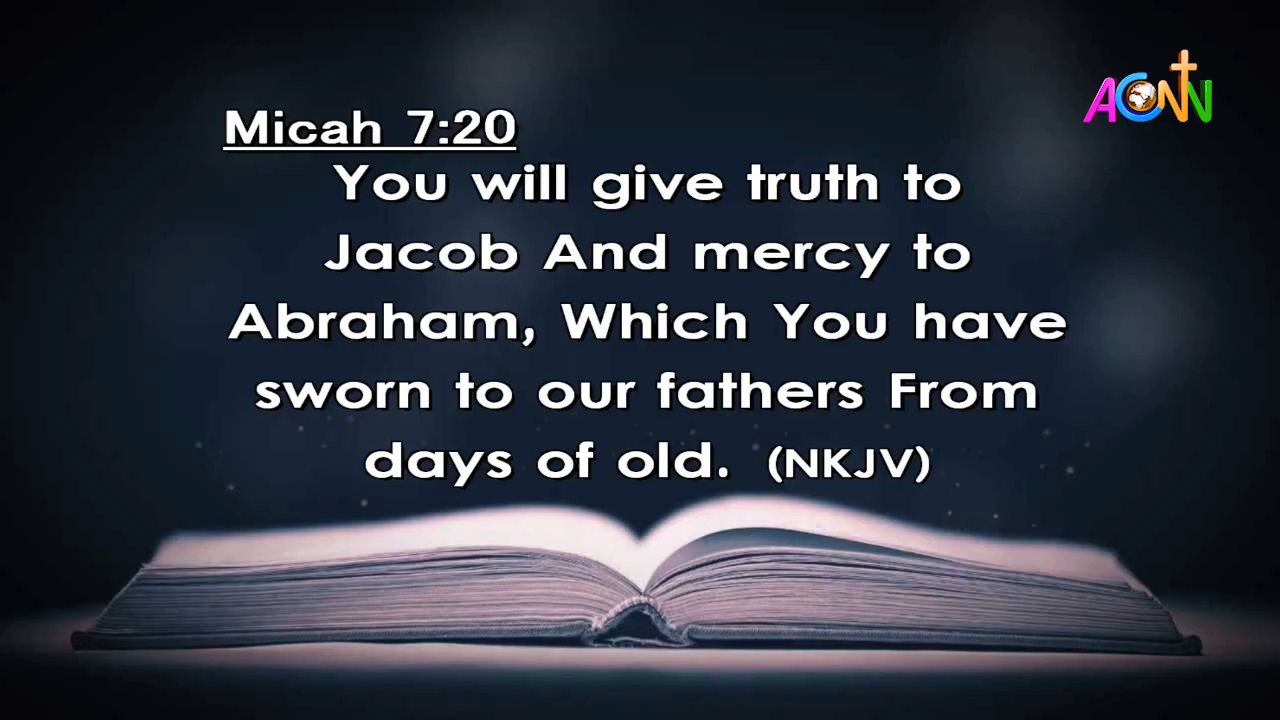 ACNN
Micah 7:20
You will give truth to
Jacob And mercy to
Abraham, Which You have
sworn to our fathers From
days of old. (NKJV)